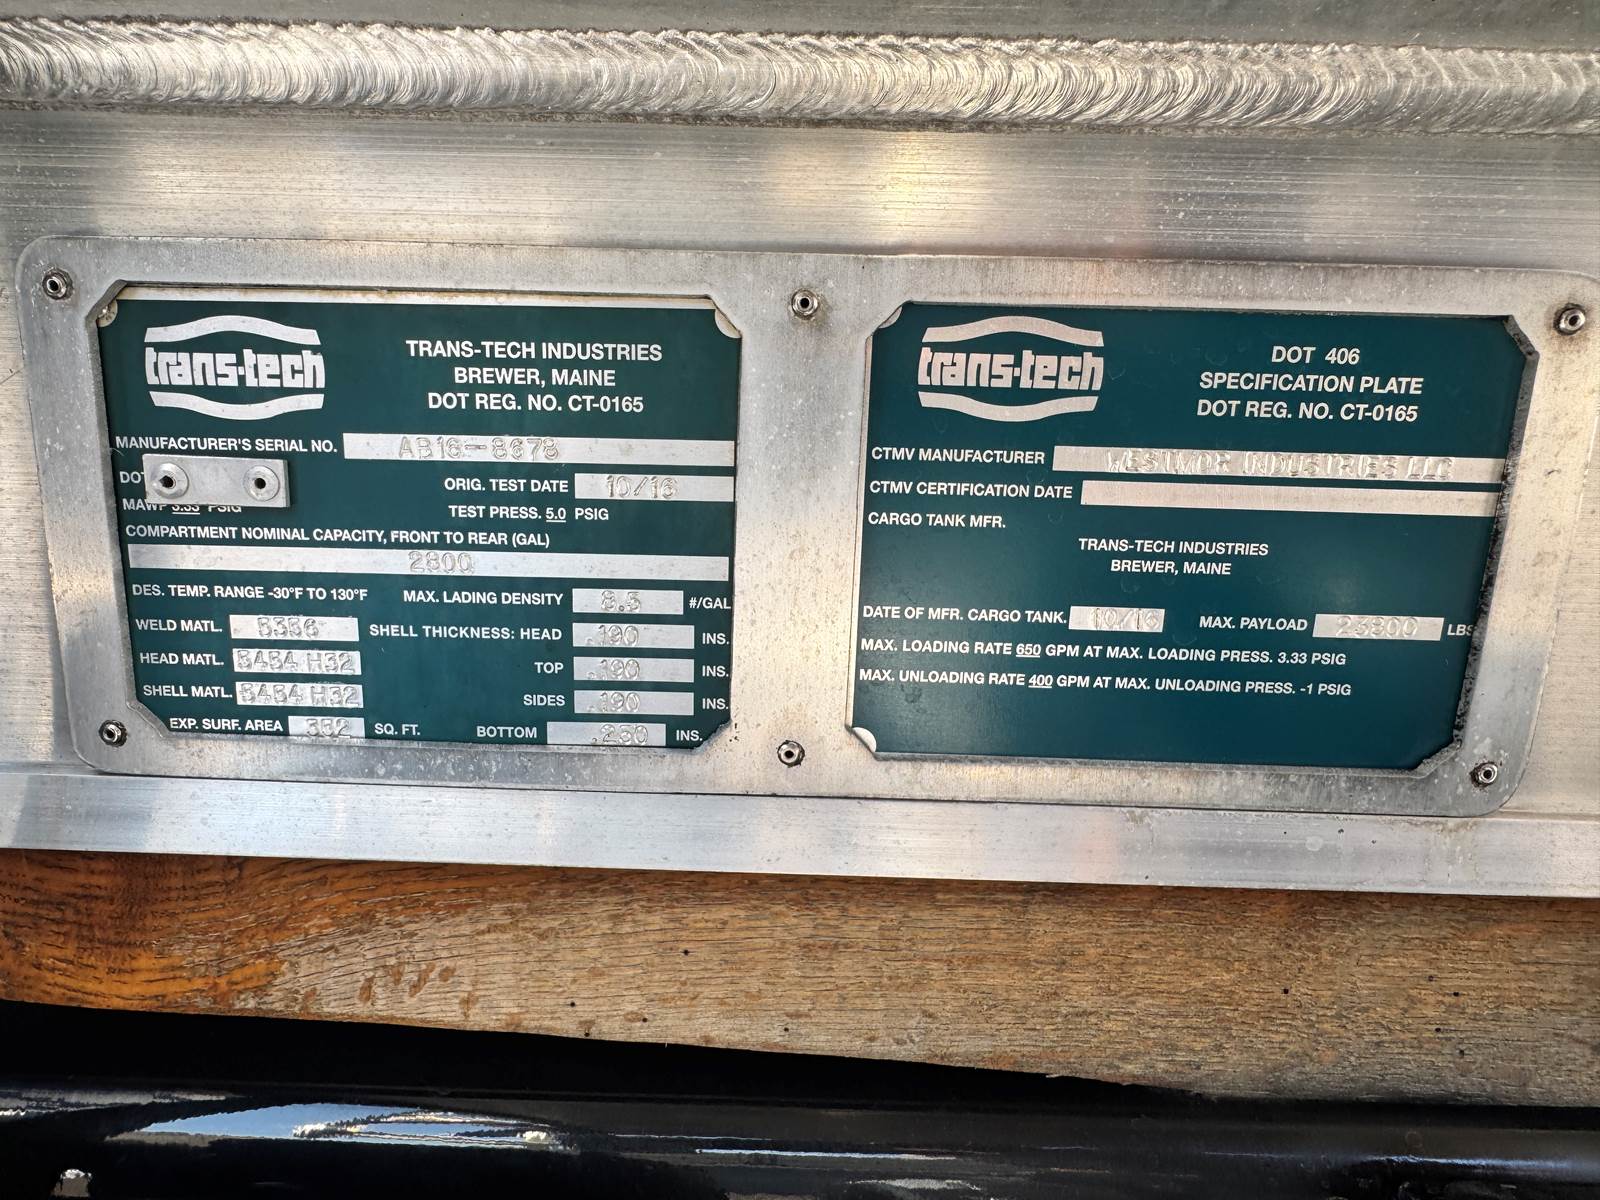 trans-tech
TRANS-TECH INDUSTRIES
BREWER, MAINE
DOT REG. NO. CT-0165
MANUFACTURER'S SERIAL NO. AB16-8678
DOT
ORIG. TEST DATE 10/16
MAWP 3.33 PSIG
TEST PRESS. 5.0 PSIG
COMPARTMENT NOMINAL CAPACITY, FRONT TO REAR (GAL)
2800
DES. TEMP. RANGE -30°F TO 130°F
MAX. LADING DENSITY 8.5 #/GAL
WELD MATL. 5356
SHELL THICKNESS: HEAD .190 INS.
HEAD MATL. 5454 H32
TOP .190 INS.
SHELL MATL. 5454 H32
SIDES .190 INS.
EXP. SURF. AREA 352 SQ. FT.
BOTTOM .250 INS.
trans-tech
DOT 406
SPECIFICATION PLATE
DOT REG. NO. CT-0165
CTMV MANUFACTURER WESTMOR INDUSTRIES LLC
CTMV CERTIFICATION DATE
CARGO TANK MFR.
TRANS-TECH INDUSTRIES
BREWER, MAINE
DATE OF MFR. CARGO TANK. 10/16
MAX. PAYLOAD 23800 LBS
MAX. LOADING RATE 650 GPM AT MAX. LOADING PRESS. 3.33 PSIG
MAX. UNLOADING RATE 400 GPM AT MAX. UNLOADING PRESS. -1 PSIG